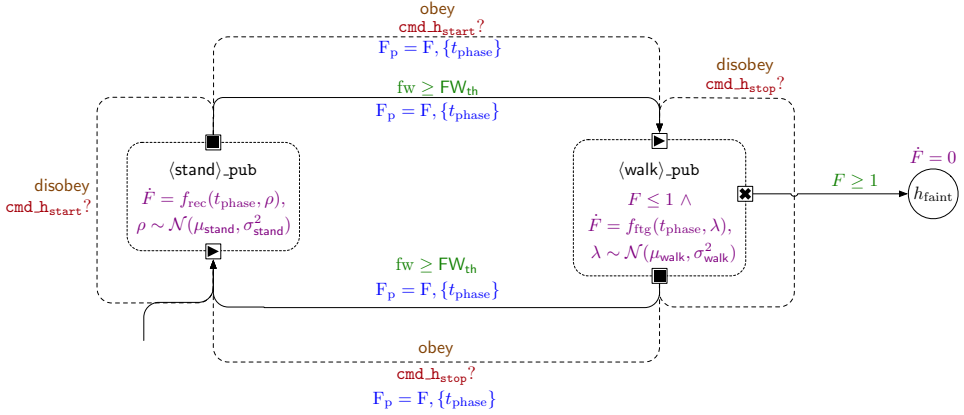 obey
cmd_h_start?
F_p = F, {t_phase}
fw ≥ FW_th
F_p = F, {t_phase}
disobey
cmd_h_stop?
⟨stand⟩_pub
Ḟ = f_rec(t_phase, ρ),
ρ ∼ 𝒩(μ_stand, σ²_stand)
disobey
cmd_h_start?
⟨walk⟩_pub
F ≤ 1 ∧
Ḟ = f_ftg(t_phase, λ),
λ ∼ 𝒩(μ_walk, σ²_walk)
F ≥ 1
Ḟ = 0
h_faint
fw ≥ FW_th
F_p = F, {t_phase}
obey
cmd_h_stop?
F_p = F, {t_phase}